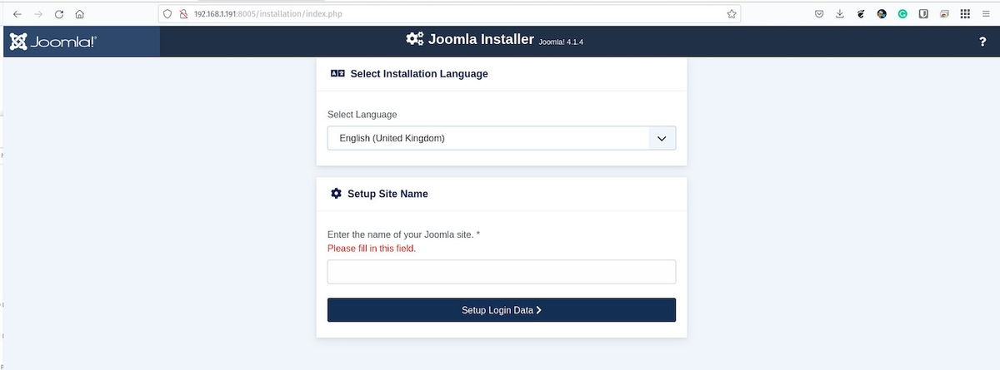 192.168.1.191:8005/installation/index.php
Joomla!®
Joomla Installer Joomla! 4.1.4
?
Select Installation Language
Select Language
English (United Kingdom)
Setup Site Name
Enter the name of your Joomla site. *
Please fill in this field.
Setup Login Data